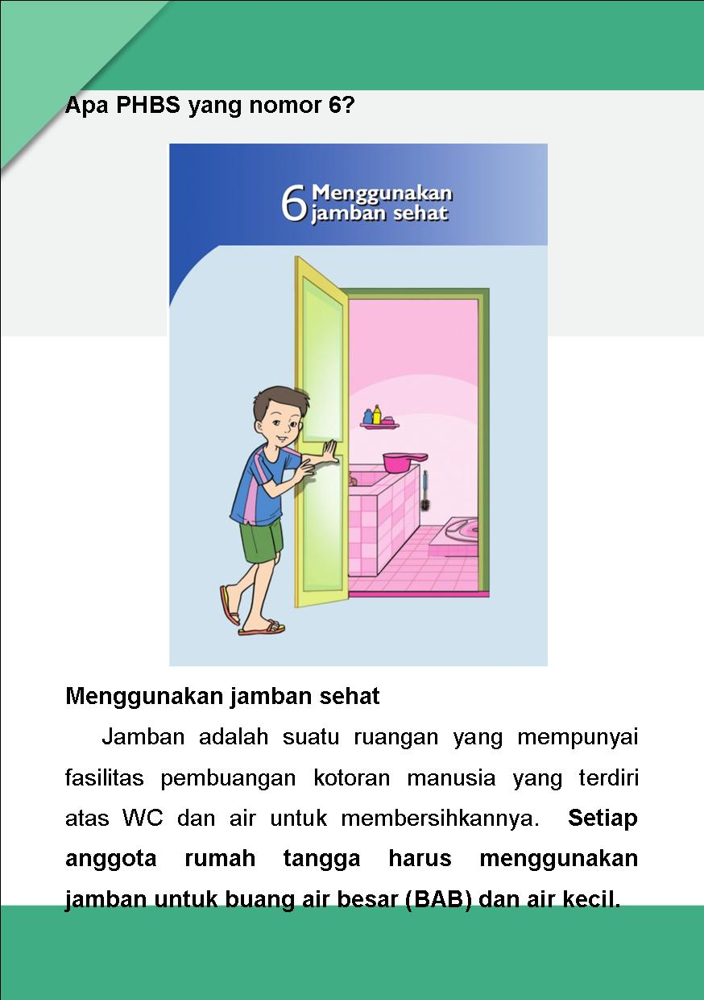 Apa PHBS yang nomor 6?
6 Menggunakan
jamban sehat
Menggunakan jamban sehat
Jamban adalah suatu ruangan yang mempunyai
fasilitas pembuangan kotoran manusia yang terdiri
atas WC dan air untuk membersihkannya. Setiap
anggota rumah tangga harus menggunakan
jamban untuk buang air besar (BAB) dan air kecil.